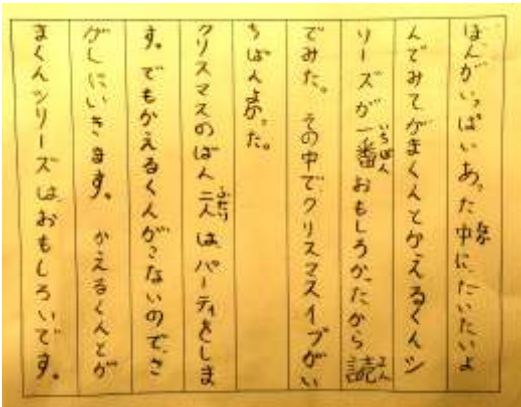 ほんがいっぱいあった中に、だいたいよ
んでみてがまくんとかえるくんシ
リーズが一番おもしろかったから読
でみた。その中でクリスマスイブがい
ちばんよかった。
クリスマスのばん二人はパーティをしま
す。でもかえるくんがこないのでさ
がしにいきます。かえるくんとが
まくんシリーズはおもしろいです。